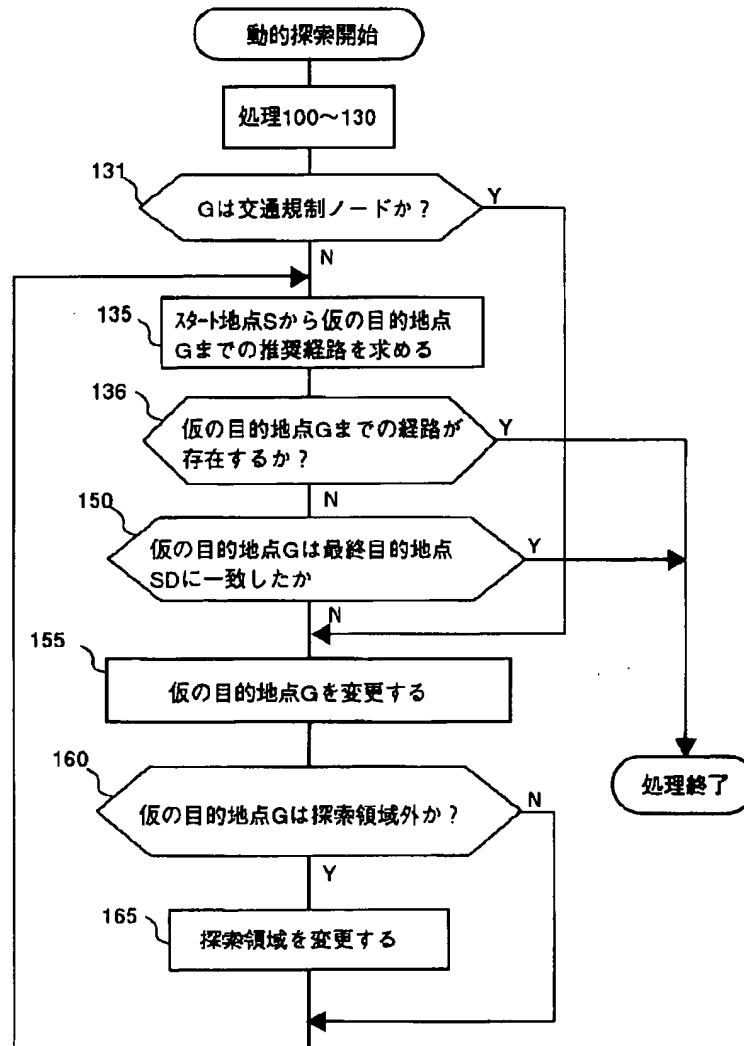 動的探索開始
処理100~130
131
Gは交通規制ノードか?
Y
N
135
スタート地点Sから仮の目的地点
Gまでの推奨経路を求める
136
仮の目的地点Gまでの経路が
存在するか?
Y
N
150
仮の目的地点Gは最終目的地点
SDに一致したか
Y
N
155
仮の目的地点Gを変更する
160
仮の目的地点Gは探索領域外か?
N
処理終了
Y
165
探索領域を変更する